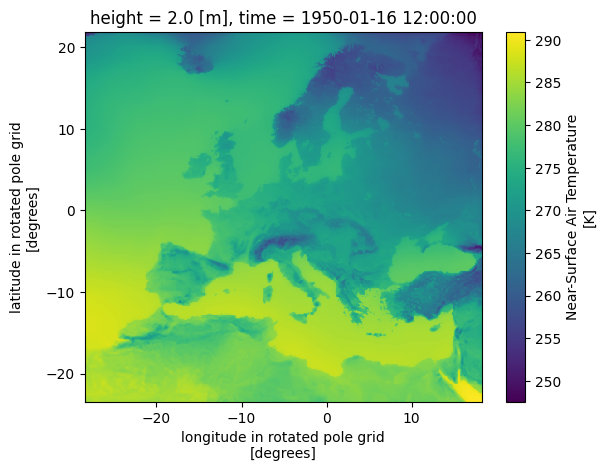 height = 2.0 [m], time = 1950-01-16 12:00:00
20
10
0
−10
−20
latitude in rotated pole grid
[degrees]
−20
−10
0
10
longitude in rotated pole grid
[degrees]
290
285
280
275
270
265
260
255
250
Near-Surface Air Temperature
[K]